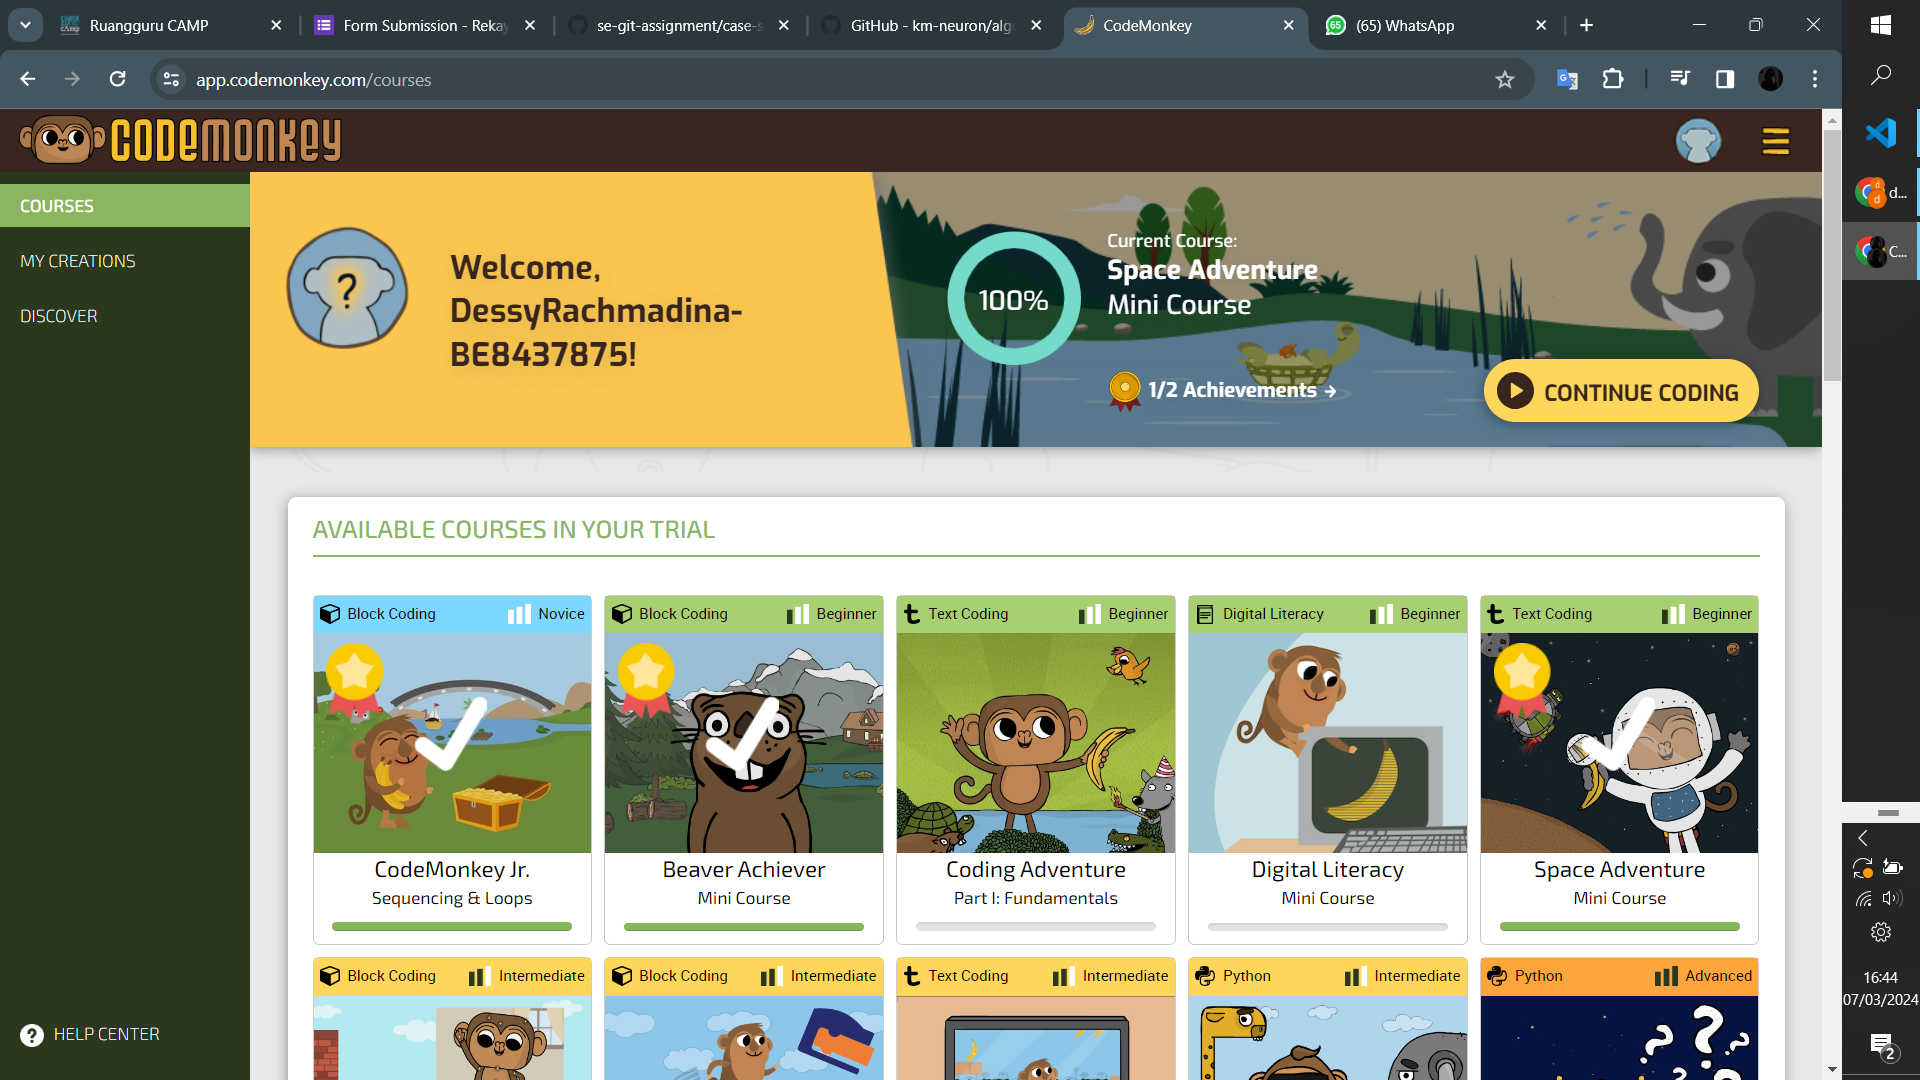 Ruangguru CAMP
Form Submission - Rekay
se-git-assignment/case-s
GitHub - km-neuron/algo
CodeMonkey
65
(65) WhatsApp
app.codemonkey.com/courses
CODEMONKEY
COURSES
MY CREATIONS
DISCOVER
HELP CENTER
?
Welcome,
DessyRachmadina-
BE8437875!
100%
Current Course:
Space Adventure
Mini Course
1/2 Achievements →
CONTINUE CODING
AVAILABLE COURSES IN YOUR TRIAL
Block Coding Novice
CodeMonkey Jr.
Sequencing & Loops
Block Coding Beginner
Beaver Achiever
Mini Course
Text Coding Beginner
Coding Adventure
Part I: Fundamentals
Digital Literacy Beginner
Digital Literacy
Mini Course
Text Coding Beginner
Space Adventure
Mini Course
Block Coding Intermediate
Block Coding Intermediate
Text Coding Intermediate
Python Intermediate
Python Advanced
d...
C...
16:44
07/03/2024
2